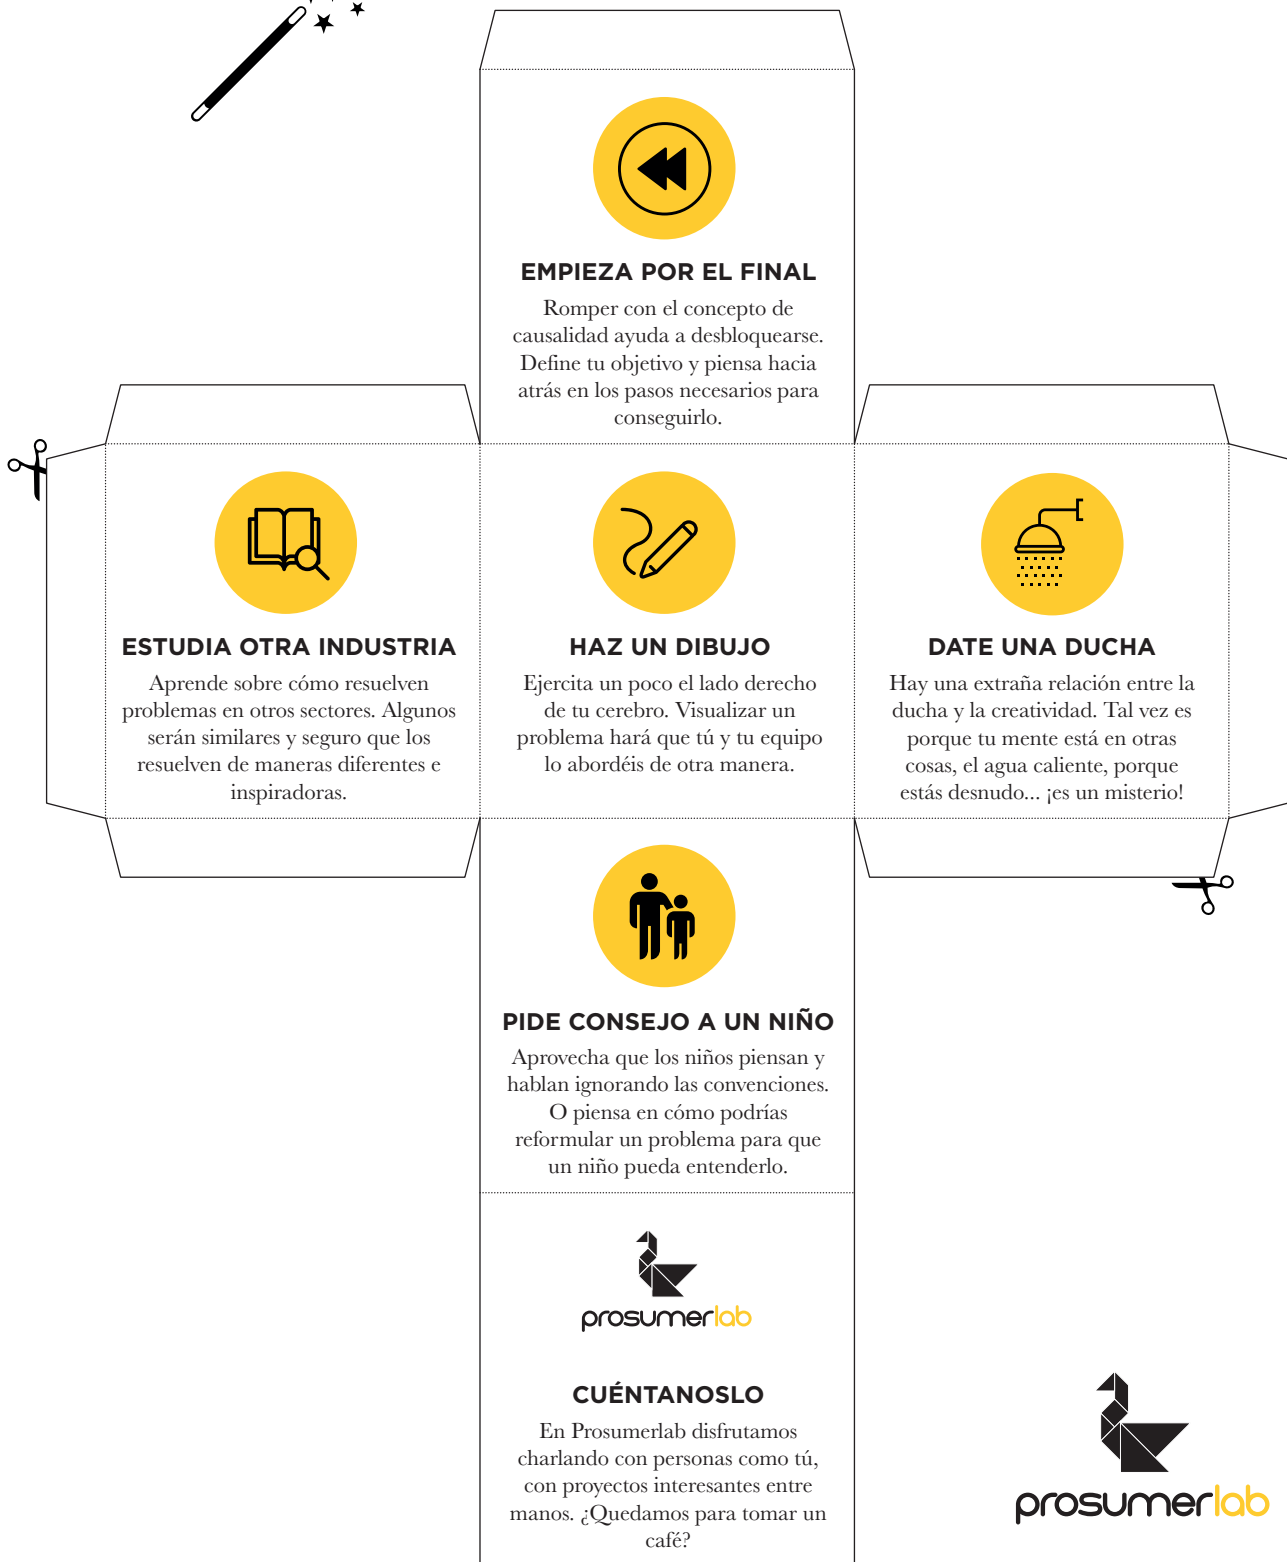 EMPIEZA POR EL FINAL
Romper con el concepto de
causalidad ayuda a desbloquearse.
Define tu objetivo y piensa hacia
atrás en los pasos necesarios para
conseguirlo.
ESTUDIA OTRA INDUSTRIA
Aprende sobre cómo resuelven
problemas en otros sectores. Algunos
serán similares y seguro que los
resuelven de maneras diferentes e
inspiradoras.
HAZ UN DIBUJO
Ejercita un poco el lado derecho
de tu cerebro. Visualizar un
problema hará que tú y tu equipo
lo abordéis de otra manera.
DATE UNA DUCHA
Hay una extraña relación entre la
ducha y la creatividad. Tal vez es
porque tu mente está en otras
cosas, el agua caliente, porque
estás desnudo... ¡es un misterio!
PIDE CONSEJO A UN NIÑO
Aprovecha que los niños piensan y
hablan ignorando las convenciones.
O piensa en cómo podrías
reformular un problema para que
un niño pueda entenderlo.
prosumerlab
CUÉNTANOSLO
En Prosumerlab disfrutamos
charlando con personas como tú,
con proyectos interesantes entre
manos. ¿Quedamos para tomar un
café?
prosumerlab